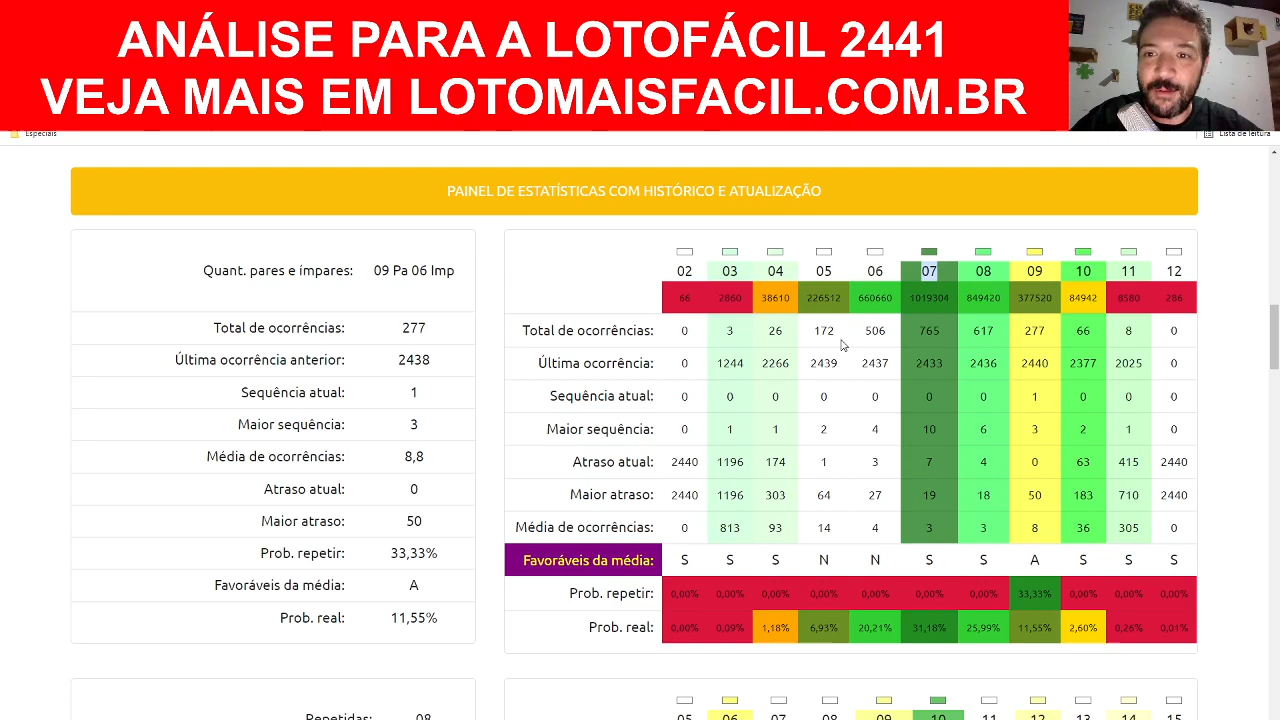 ANÁLISE PARA A LOTOFÁCIL 2441
VEJA MAIS EM LOTOMAISFACIL.COM.BR
Especiais
Lista de leitura
PAINEL DE ESTATÍSTICAS COM HISTÓRICO E ATUALIZAÇÃO
Quant. pares e ímpares: 09 Pa 06 Imp
Total de ocorrências: 277
Última ocorrência anterior: 2438
Sequência atual: 1
Maior sequência: 3
Média de ocorrências: 8,8
Atraso atual: 0
Maior atraso: 50
Prob. repetir: 33,33%
Favoráveis da média: A
Prob. real: 11,55%
02 03 04 05 06 07 08 09 10 11 12
66 2860 38610 226512 660660 1019304 849420 377520 84942 8580 286
Total de ocorrências: 0 3 26 172 506 765 617 277 66 8 0
Última ocorrência: 0 1244 2266 2439 2437 2433 2436 2440 2377 2025 0
Sequência atual: 0 0 0 0 0 0 0 1 0 0 0
Maior sequência: 0 1 1 2 4 10 6 3 2 1 0
Atraso atual: 2440 1196 174 1 3 7 4 0 63 415 2440
Maior atraso: 2440 1196 303 64 27 19 18 50 183 710 2440
Média de ocorrências: 0 813 93 14 4 3 3 8 36 305 0
Favoráveis da média: S S S N N S S A S S S
Prob. repetir: 0,00% 0,00% 0,00% 0,00% 0,00% 0,00% 0,00% 33,33% 0,00% 0,00% 0,00%
Prob. real: 0,00% 0,09% 1,18% 6,93% 20,21% 31,18% 25,99% 11,55% 2,60% 0,26% 0,01%
Repetidas: 08
05 06 07 08 09 10 11 12 13 14 15